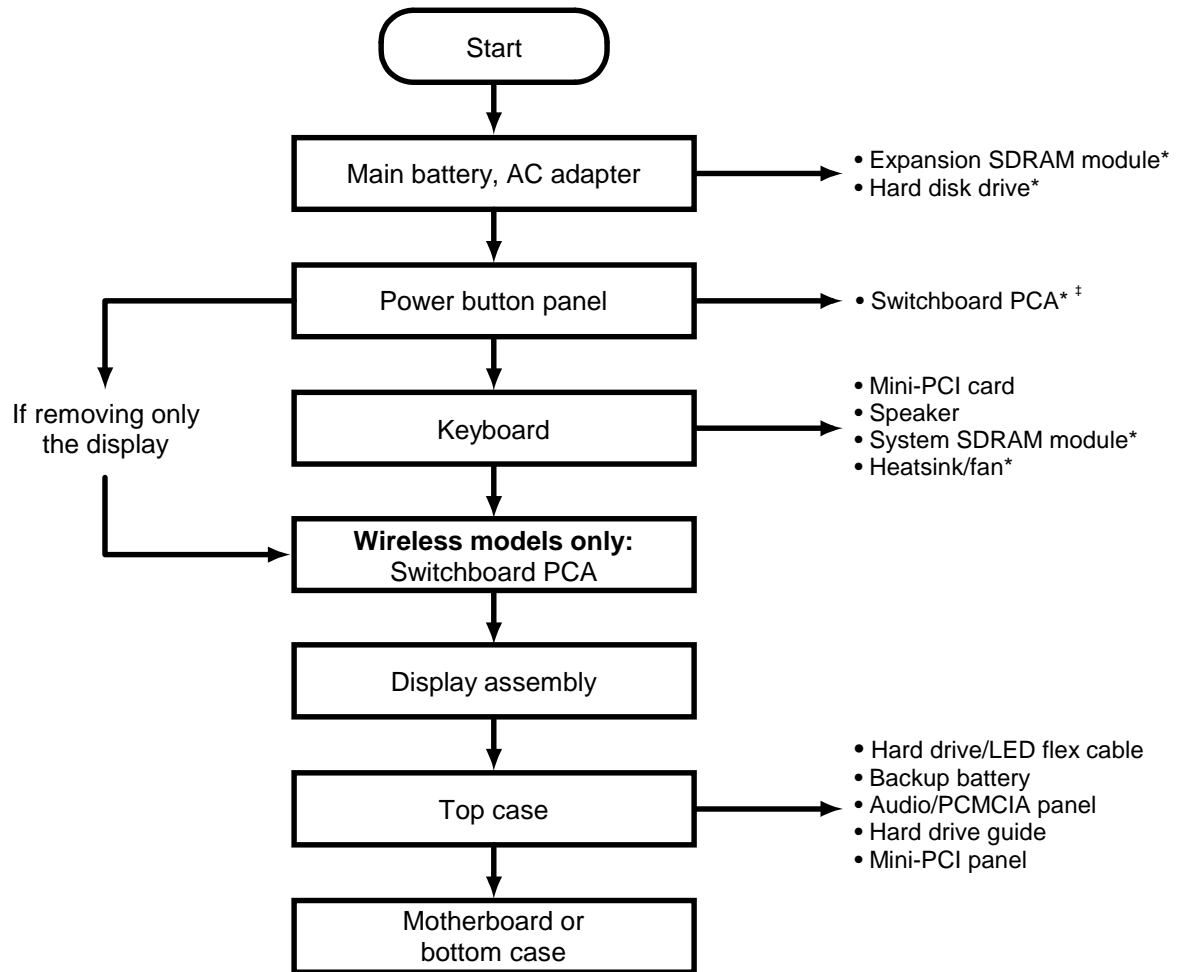 Start
Main battery, AC adapter
• Expansion SDRAM module*
• Hard disk drive*
Power button panel
• Switchboard PCA* ‡
If removing only
the display
Keyboard
• Mini-PCI card
• Speaker
• System SDRAM module*
• Heatsink/fan*
Wireless models only:
Switchboard PCA
Display assembly
Top case
• Hard drive/LED flex cable
• Backup battery
• Audio/PCMCIA panel
• Hard drive guide
• Mini-PCI panel
Motherboard or
bottom case